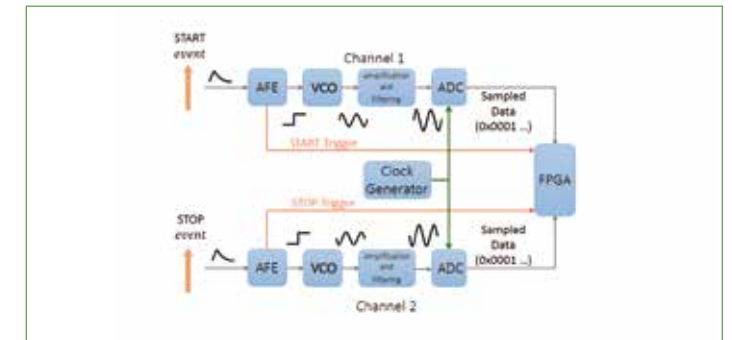 START
event
Channel 1
AFE
VCO
amplification
and
filtering
ADC
Sampled
Data
(0x0001 ...)
START Trigger
Clock
Generator
FPGA
STOP Trigger
STOP
event
AFE
VCO
amplification
and
filtering
ADC
Sampled
Data
(0x0001 ...)
Channel 2